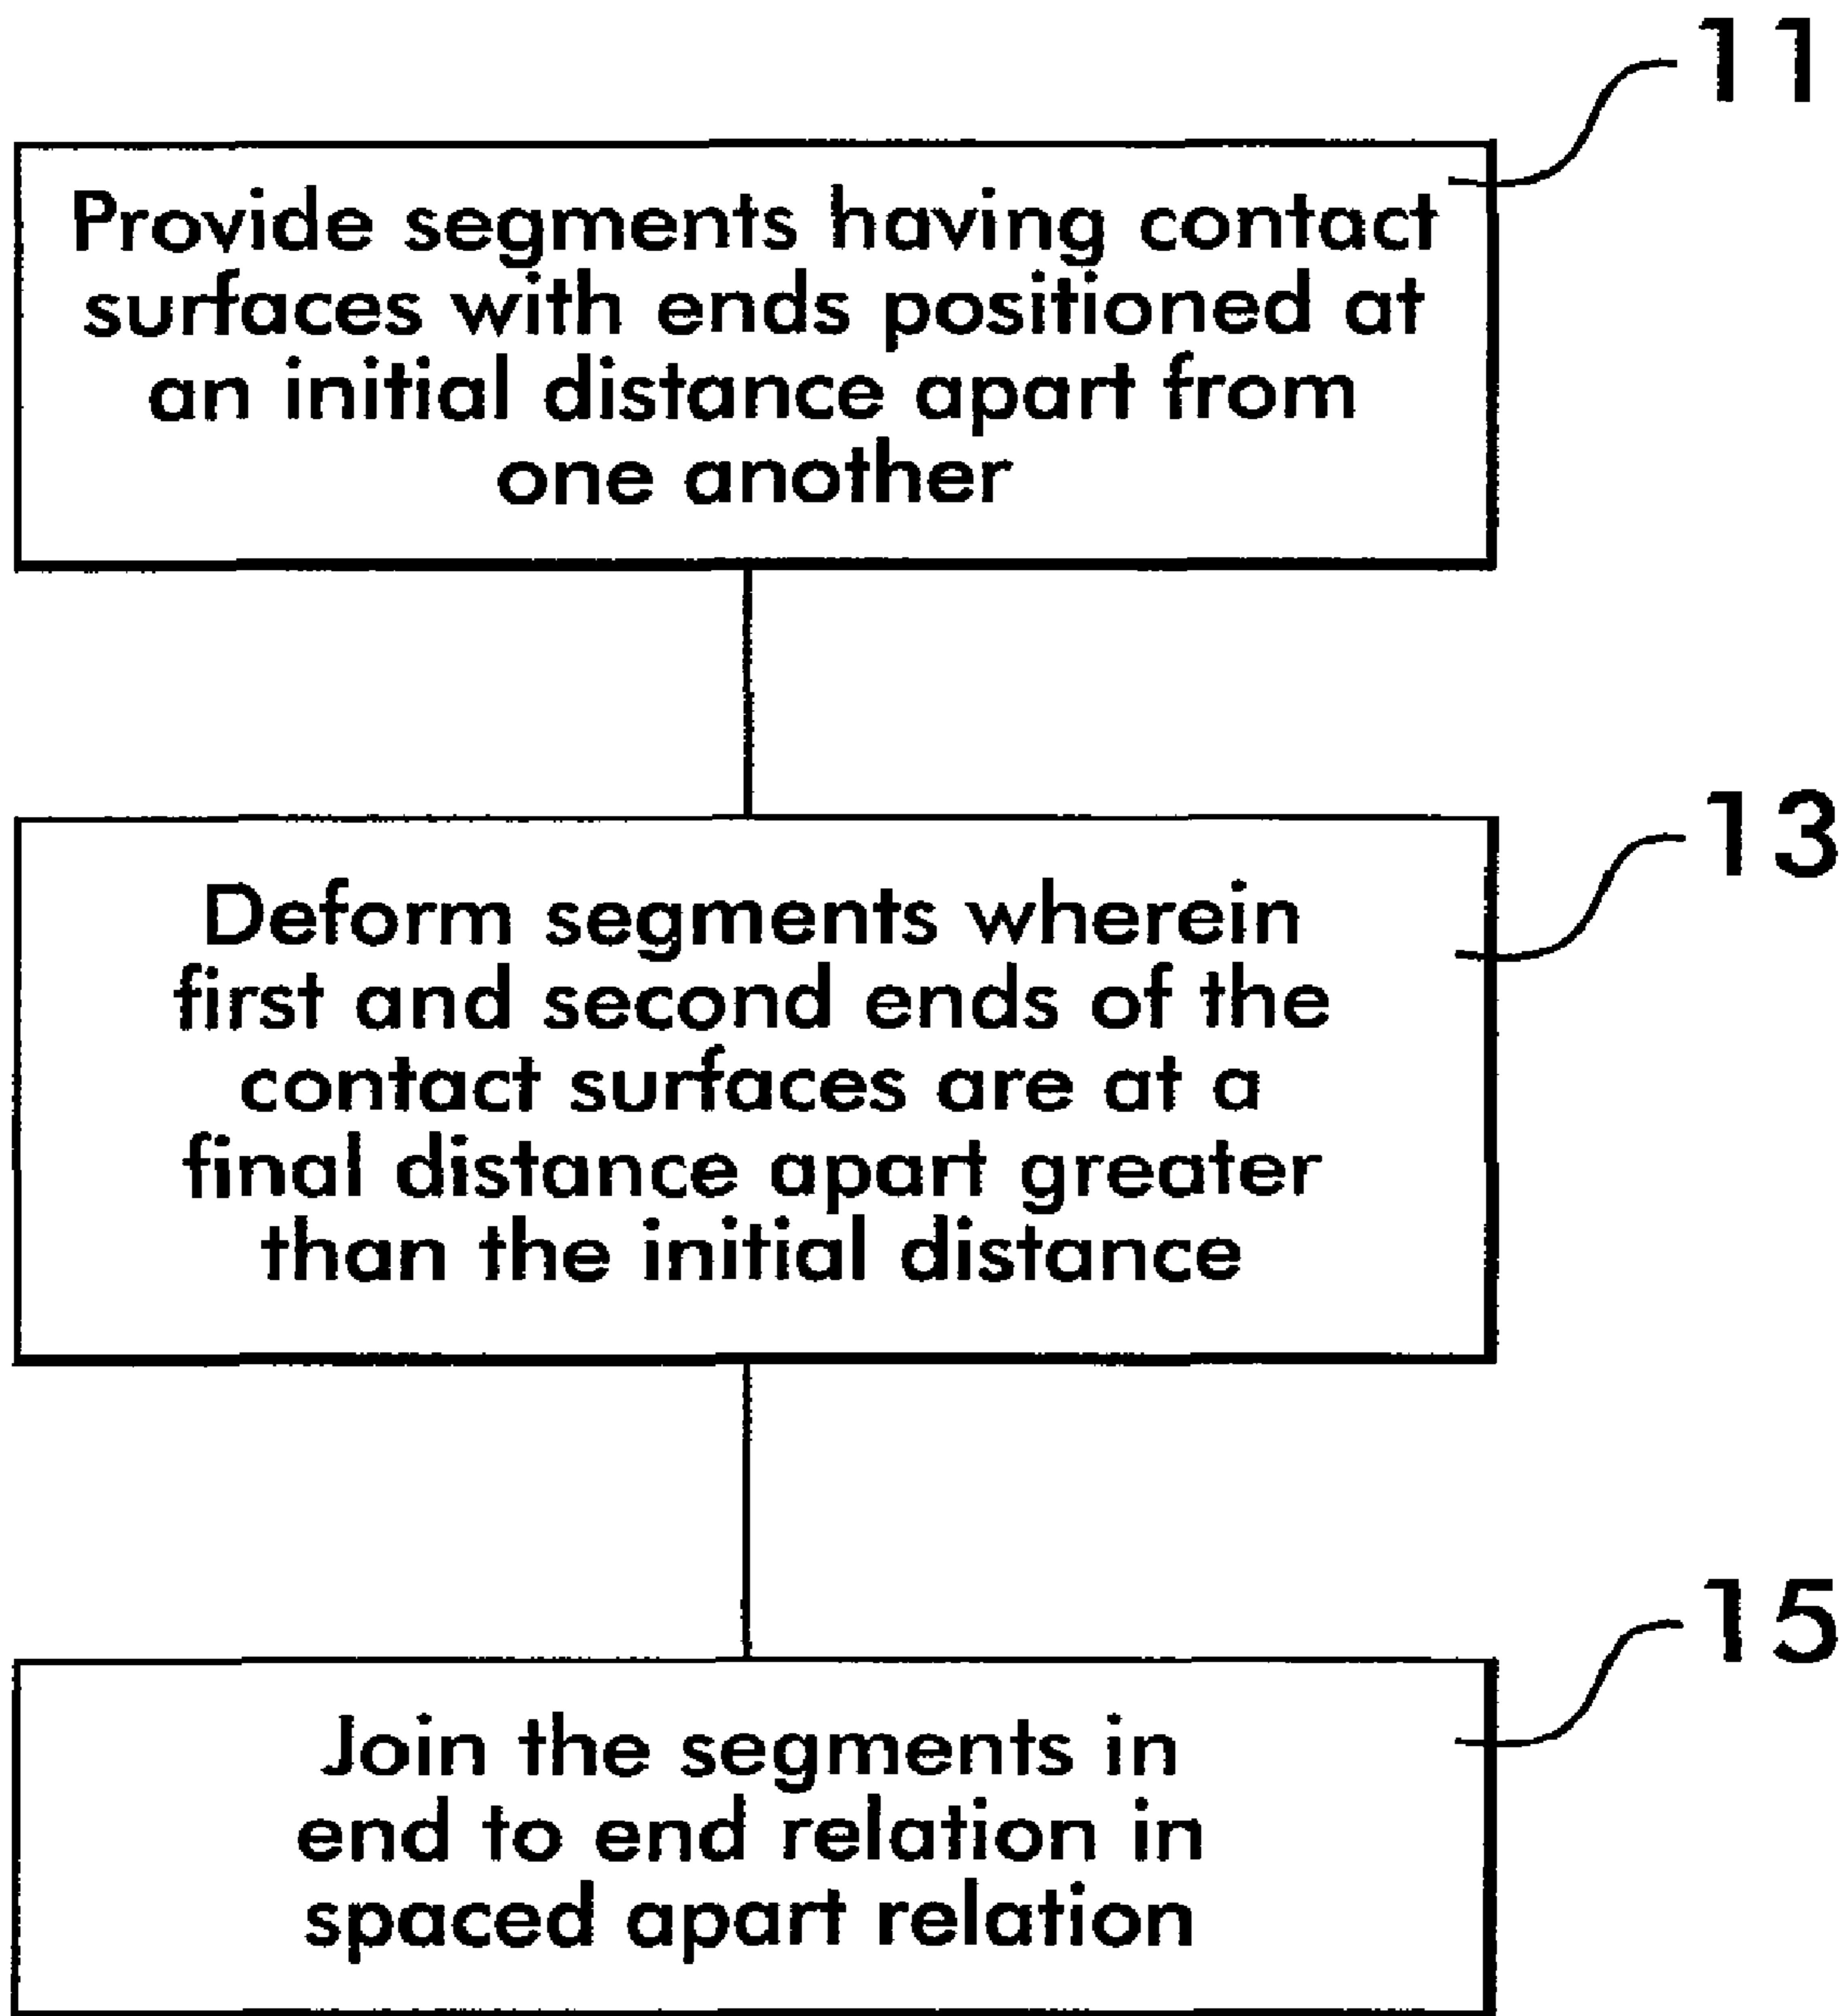 11
Provide segments having contact
surfaces with ends positioned at
an initial distance apart from
one another
13
Deform segments wherein
first and second ends of the
contact surfaces are at a
final distance apart greater
than the initial distance
15
Join the segments in
end to end relation in
spaced apart relation